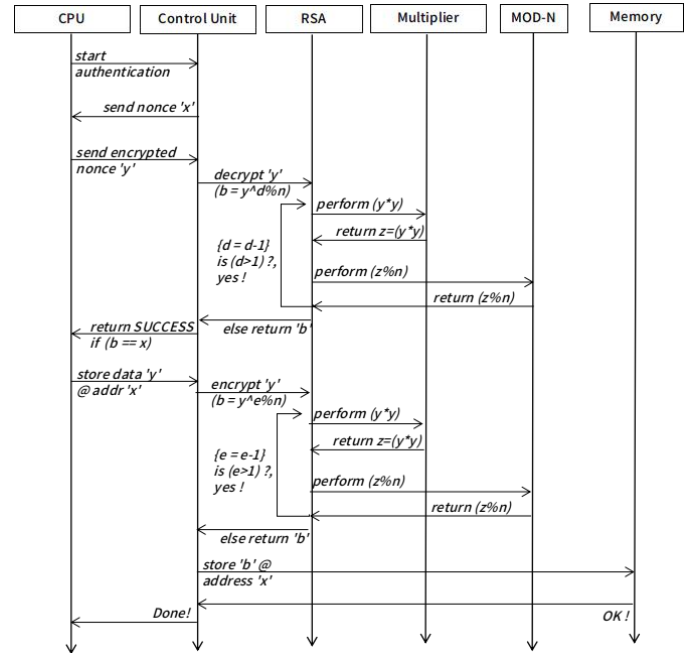 CPU
Control Unit
RSA
Multiplier
MOD-N
Memory
start
authentication
send nonce 'x'
send encrypted
nonce 'y'
decrypt 'y'
(b = y^d%n)
perform (y*y)
return z=(y*y)
{d = d-1}
is (d>1) ?,
yes !
perform (z%n)
return (z%n)
else return 'b'
return SUCCESS
if (b == x)
store data 'y'
@ addr 'x'
encrypt 'y'
(b = y^e%n)
perform (y*y)
return z=(y*y)
{e = e-1}
is (e>1) ?,
yes !
perform (z%n)
return (z%n)
else return 'b'
store 'b' @
address 'x'
OK !
Done!